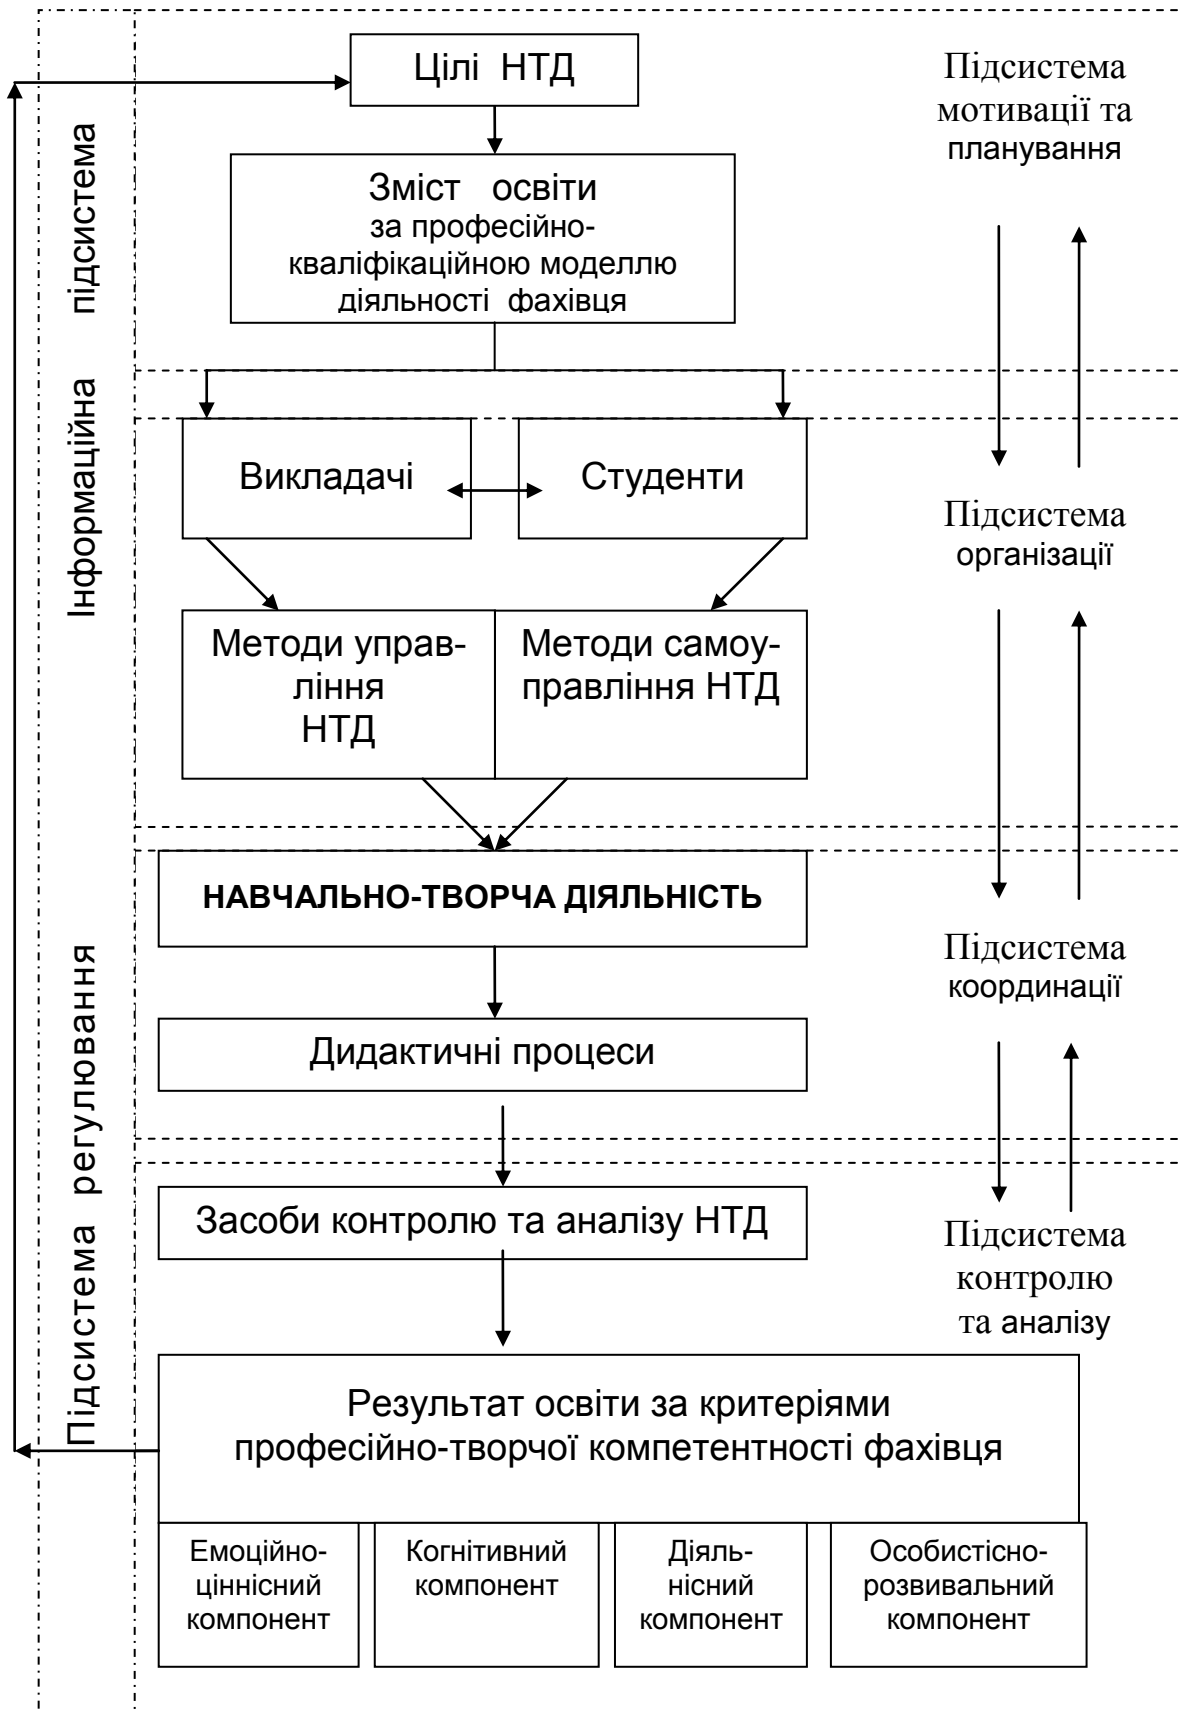 Цілі НТД
Підсистема
мотивації та
планування
Зміст освіти
за професійно-
кваліфікаційною моделлю
діяльності фахівця
Інформаційна підсистема
Викладачі
Студенти
Підсистема
організації
Методи управ-
ління
НТД
Методи самоу-
правління НТД
НАВЧАЛЬНО-ТВОРЧА ДІЯЛЬНІСТЬ
Підсистема
координації
Дидактичні процеси
Підсистема регулювання
Засоби контролю та аналізу НТД
Підсистема
контролю
та аналізу
Результат освіти за критеріями
професійно-творчої компетентності фахівця
Емоційно-
ціннісний
компонент
Когнітивний
компонент
Діяль-
нісний
компонент
Особистісно-
розвивальний
компонент